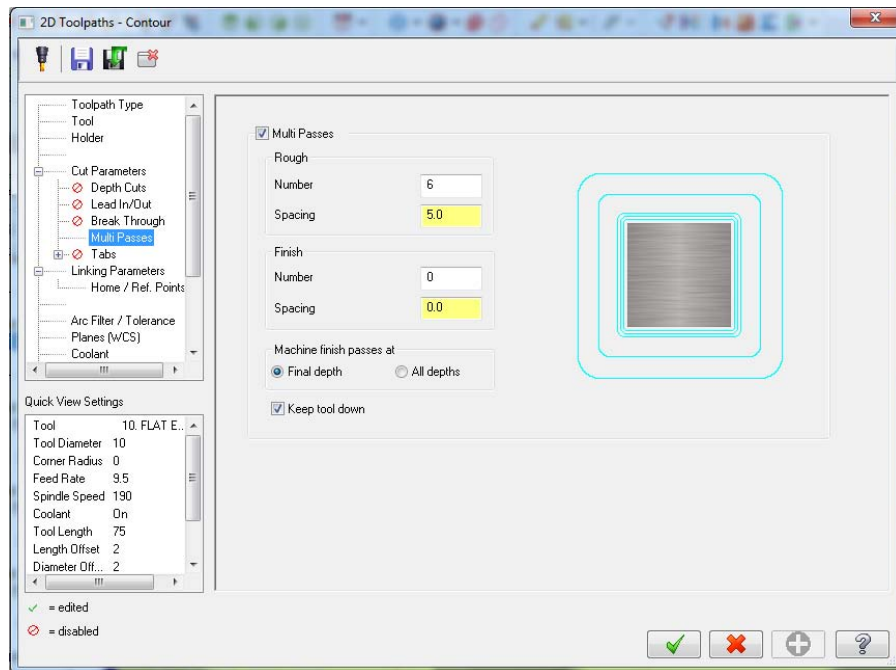 2D Toolpaths - Contour
Toolpath Type
Tool
Holder
Cut Parameters
Depth Cuts
Lead In/Out
Break Through
Multi Passes
Tabs
Linking Parameters
Home / Ref. Points
Arc Filter / Tolerance
Planes (WCS)
Coolant
Quick View Settings
Tool 10. FLAT E..
Tool Diameter 10
Corner Radius 0
Feed Rate 9.5
Spindle Speed 190
Coolant On
Tool Length 75
Length Offset 2
Diameter Off... 2
= edited
= disabled
Multi Passes
Rough
Number 6
Spacing 5.0
Finish
Number 0
Spacing 0.0
Machine finish passes at
Final depth All depths
Keep tool down